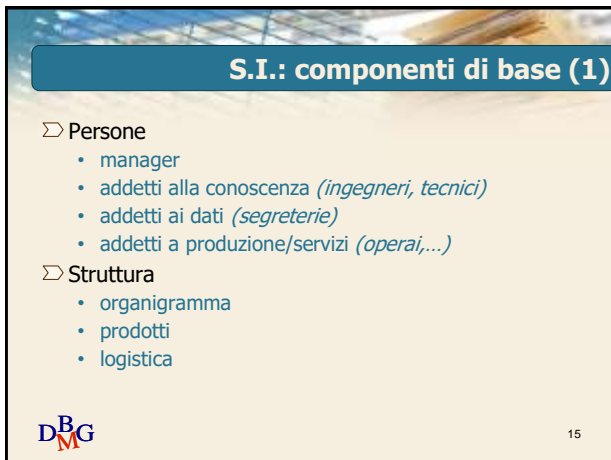 S.I.: componenti di base (1)
Persone
• manager
• addetti alla conoscenza (ingegneri, tecnici)
• addetti ai dati (segreterie)
• addetti a produzione/servizi (operai,...)
Struttura
• organigramma
• prodotti
• logistica
DBMG
15